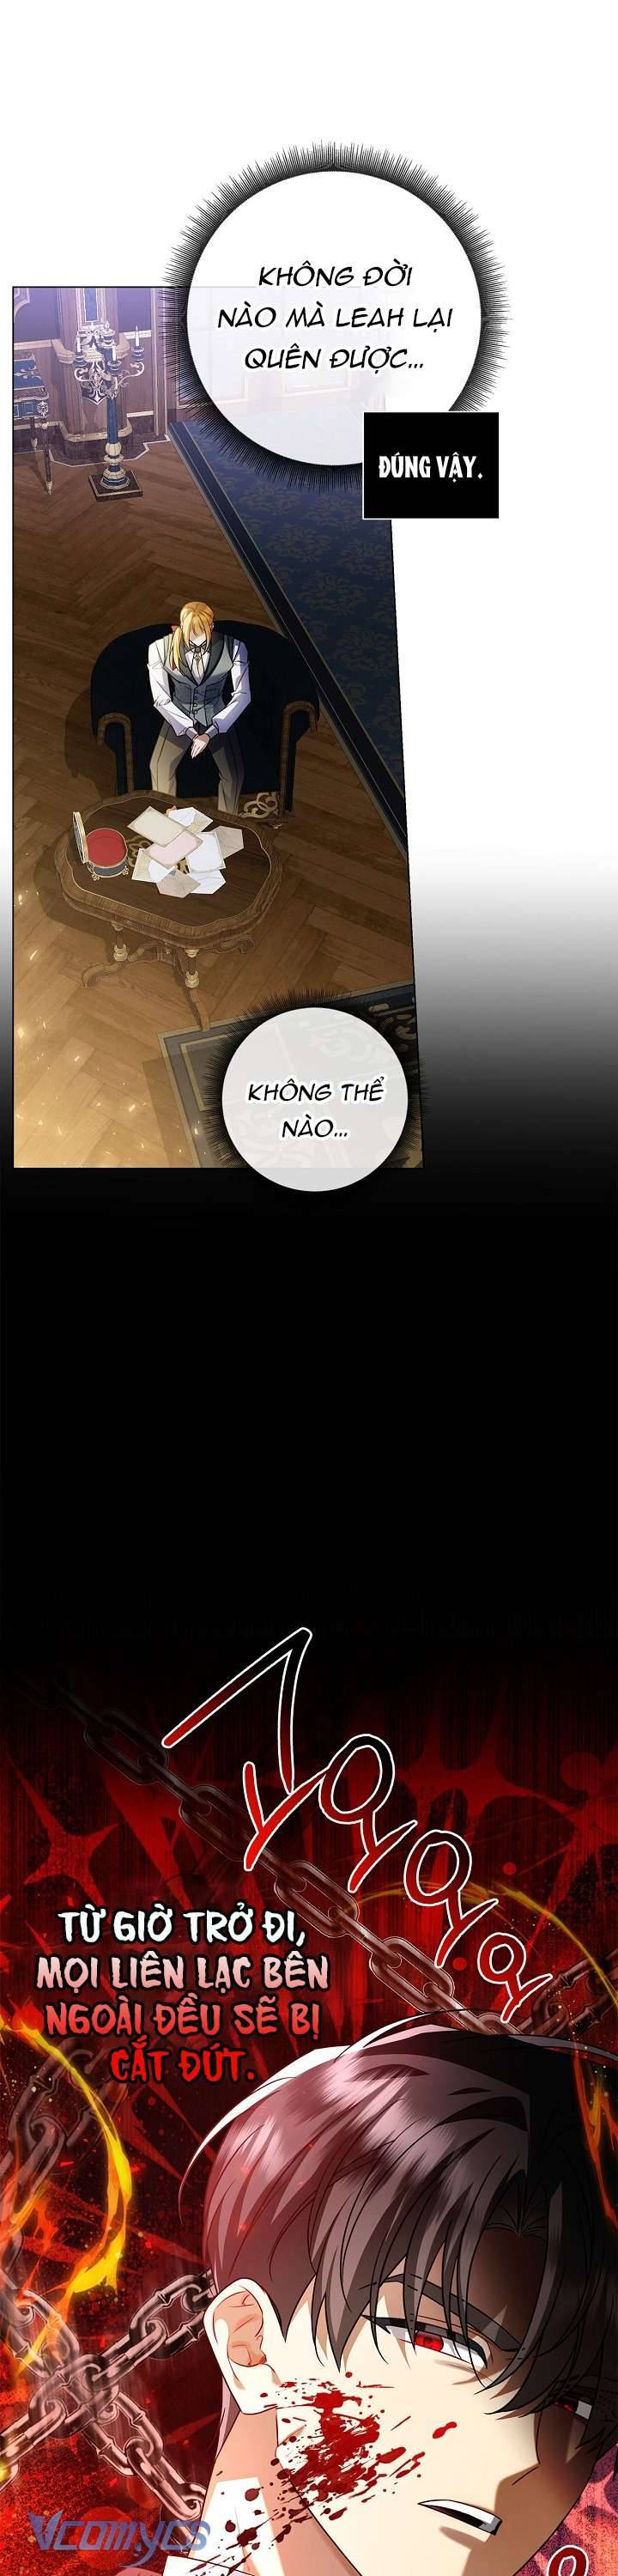 KHÔNG ĐỜI
NÀO MÀ LEAH LẠI
QUÊN ĐƯỢC...
ĐÚNG VẬY.
KHÔNG THỂ
NÀO...
TỪ GIỜ TRỞ ĐI,
MỌI LIÊN LẠC BÊN
NGOÀI ĐỀU SẼ BỊ
CẮT ĐỨT.
Vcomycs